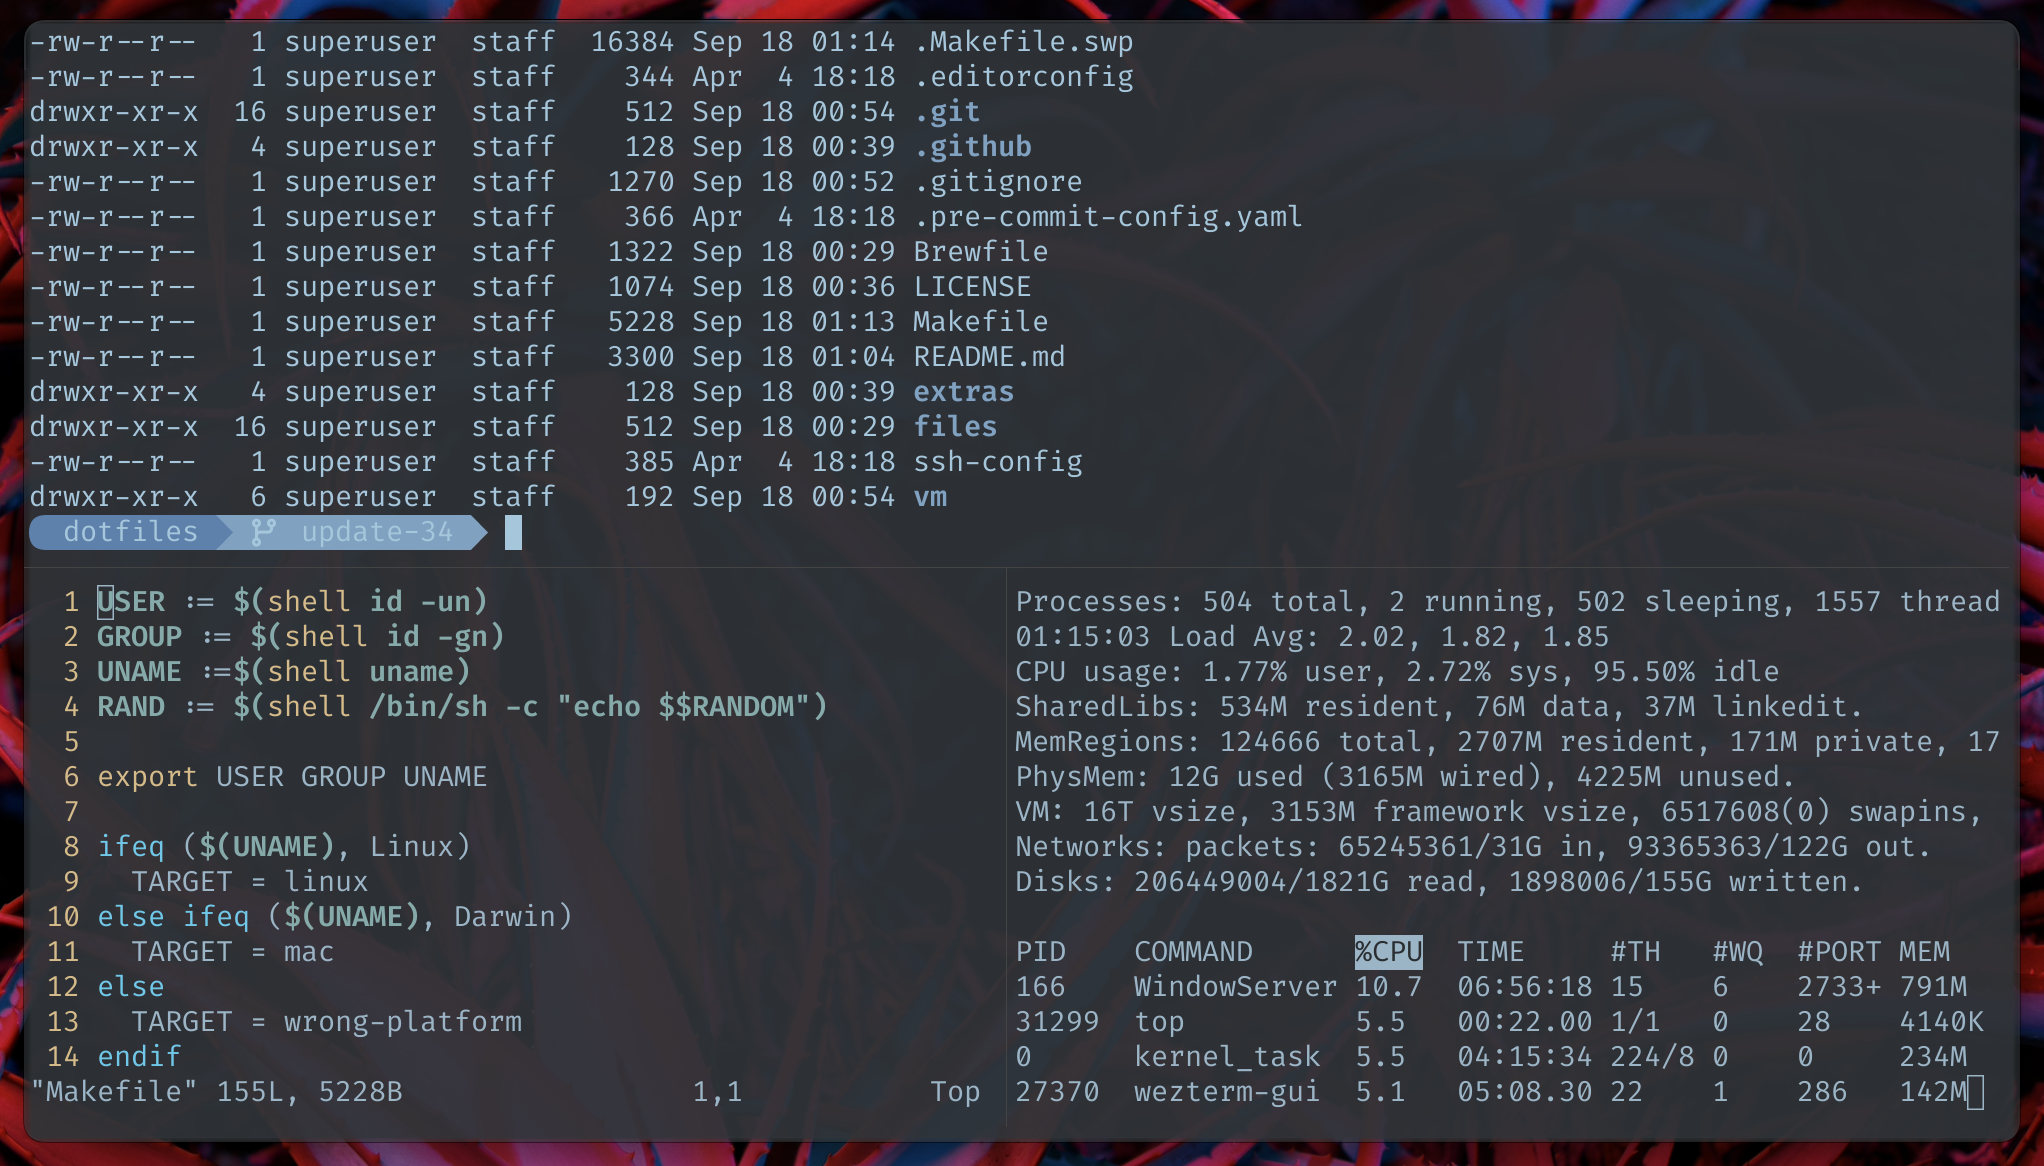 -rw-r--r--   1 superuser  staff  16384 Sep 18 01:14 .Makefile.swp
-rw-r--r--   1 superuser  staff    344 Apr  4 18:18 .editorconfig
drwxr-xr-x  16 superuser  staff    512 Sep 18 00:54 .git
drwxr-xr-x   4 superuser  staff    128 Sep 18 00:39 .github
-rw-r--r--   1 superuser  staff   1270 Sep 18 00:52 .gitignore
-rw-r--r--   1 superuser  staff    366 Apr  4 18:18 .pre-commit-config.yaml
-rw-r--r--   1 superuser  staff   1322 Sep 18 00:29 Brewfile
-rw-r--r--   1 superuser  staff   1074 Sep 18 00:36 LICENSE
-rw-r--r--   1 superuser  staff   5228 Sep 18 01:13 Makefile
-rw-r--r--   1 superuser  staff   3300 Sep 18 01:04 README.md
drwxr-xr-x   4 superuser  staff    128 Sep 18 00:39 extras
drwxr-xr-x  16 superuser  staff    512 Sep 18 00:29 files
-rw-r--r--   1 superuser  staff    385 Apr  4 18:18 ssh-config
drwxr-xr-x   6 superuser  staff    192 Sep 18 00:54 vm
dotfiles update-34
1 USER := $(shell id -un)
2 GROUP := $(shell id -gn)
3 UNAME :=$(shell uname)
4 RAND := $(shell /bin/sh -c "echo $$RANDOM")
5
6 export USER GROUP UNAME
7
8 ifeq ($(UNAME), Linux)
9   TARGET = linux
10 else ifeq ($(UNAME), Darwin)
11   TARGET = mac
12 else
13   TARGET = wrong-platform
14 endif
"Makefile" 155L, 5228B 1,1 Top
Processes: 504 total, 2 running, 502 sleeping, 1557 thread
01:15:03 Load Avg: 2.02, 1.82, 1.85
CPU usage: 1.77% user, 2.72% sys, 95.50% idle
SharedLibs: 534M resident, 76M data, 37M linkedit.
MemRegions: 124666 total, 2707M resident, 171M private, 17
PhysMem: 12G used (3165M wired), 4225M unused.
VM: 16T vsize, 3153M framework vsize, 6517608(0) swapins,
Networks: packets: 65245361/31G in, 93365363/122G out.
Disks: 206449004/1821G read, 1898006/155G written.
PID    COMMAND      %CPU  TIME     #TH   #WQ  #PORT MEM
166    WindowServer 10.7  06:56:18 15    6    2733+ 791M
31299  top          5.5   00:22.00 1/1   0    28    4140K
0      kernel_task  5.5   04:15:34 224/8 0    0     234M
27370  wezterm-gui  5.1   05:08.30 22    1    286   142M